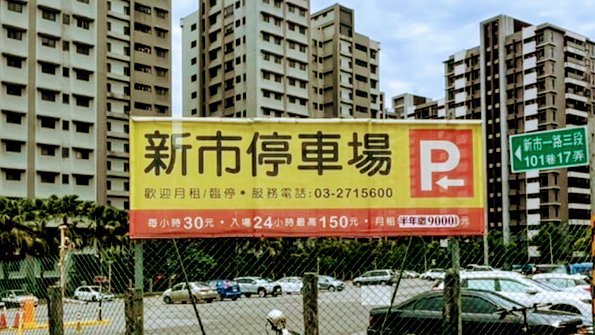 新市停車場
P
歡迎月租/臨停・服務電話:03-2715600
每小時30元・入場24小時最高150元・月租 半年繳9000元
新市一路三段
101巷17弄